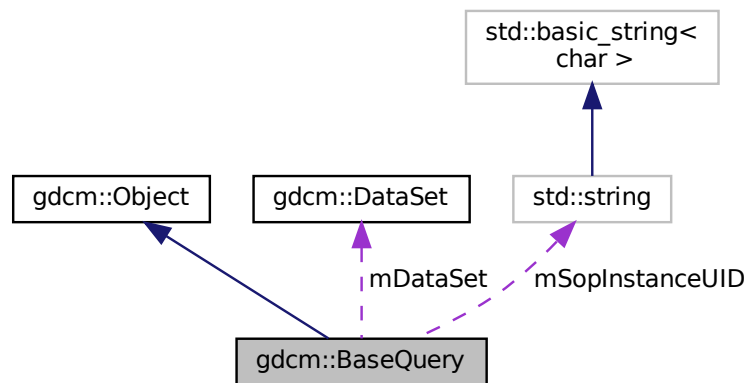 std::basic_string<
char >
gdcm::Object
gdcm::DataSet
std::string
mDataSet
mSopInstanceUID
gdcm::BaseQuery